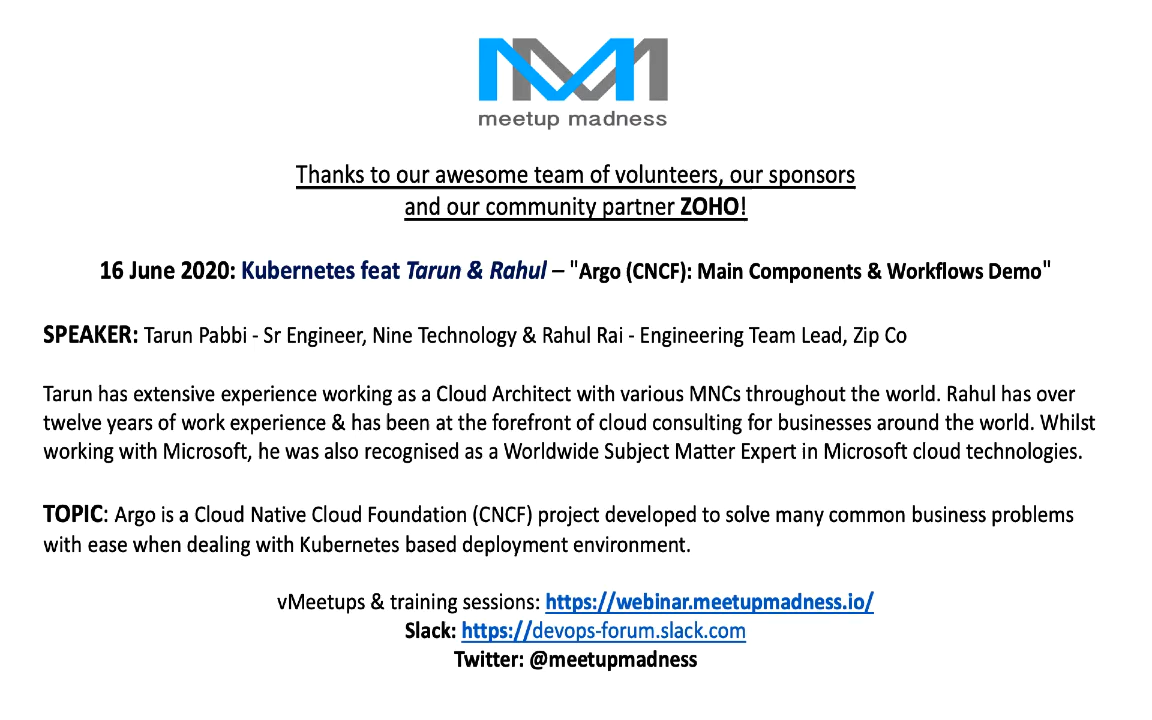 meetup madness
Thanks to our awesome team of volunteers, our sponsors
and our community partner ZOHO!
16 June 2020: Kubernetes feat Tarun & Rahul – "Argo (CNCF): Main Components & Workflows Demo"
SPEAKER: Tarun Pabbi - Sr Engineer, Nine Technology & Rahul Rai - Engineering Team Lead, Zip Co
Tarun has extensive experience working as a Cloud Architect with various MNCs throughout the world. Rahul has over
twelve years of work experience & has been at the forefront of cloud consulting for businesses around the world. Whilst
working with Microsoft, he was also recognised as a Worldwide Subject Matter Expert in Microsoft cloud technologies.
TOPIC: Argo is a Cloud Native Cloud Foundation (CNCF) project developed to solve many common business problems
with ease when dealing with Kubernetes based deployment environment.
vMeetups & training sessions: https://webinar.meetupmadness.io/
Slack: https://devops-forum.slack.com
Twitter: @meetupmadness